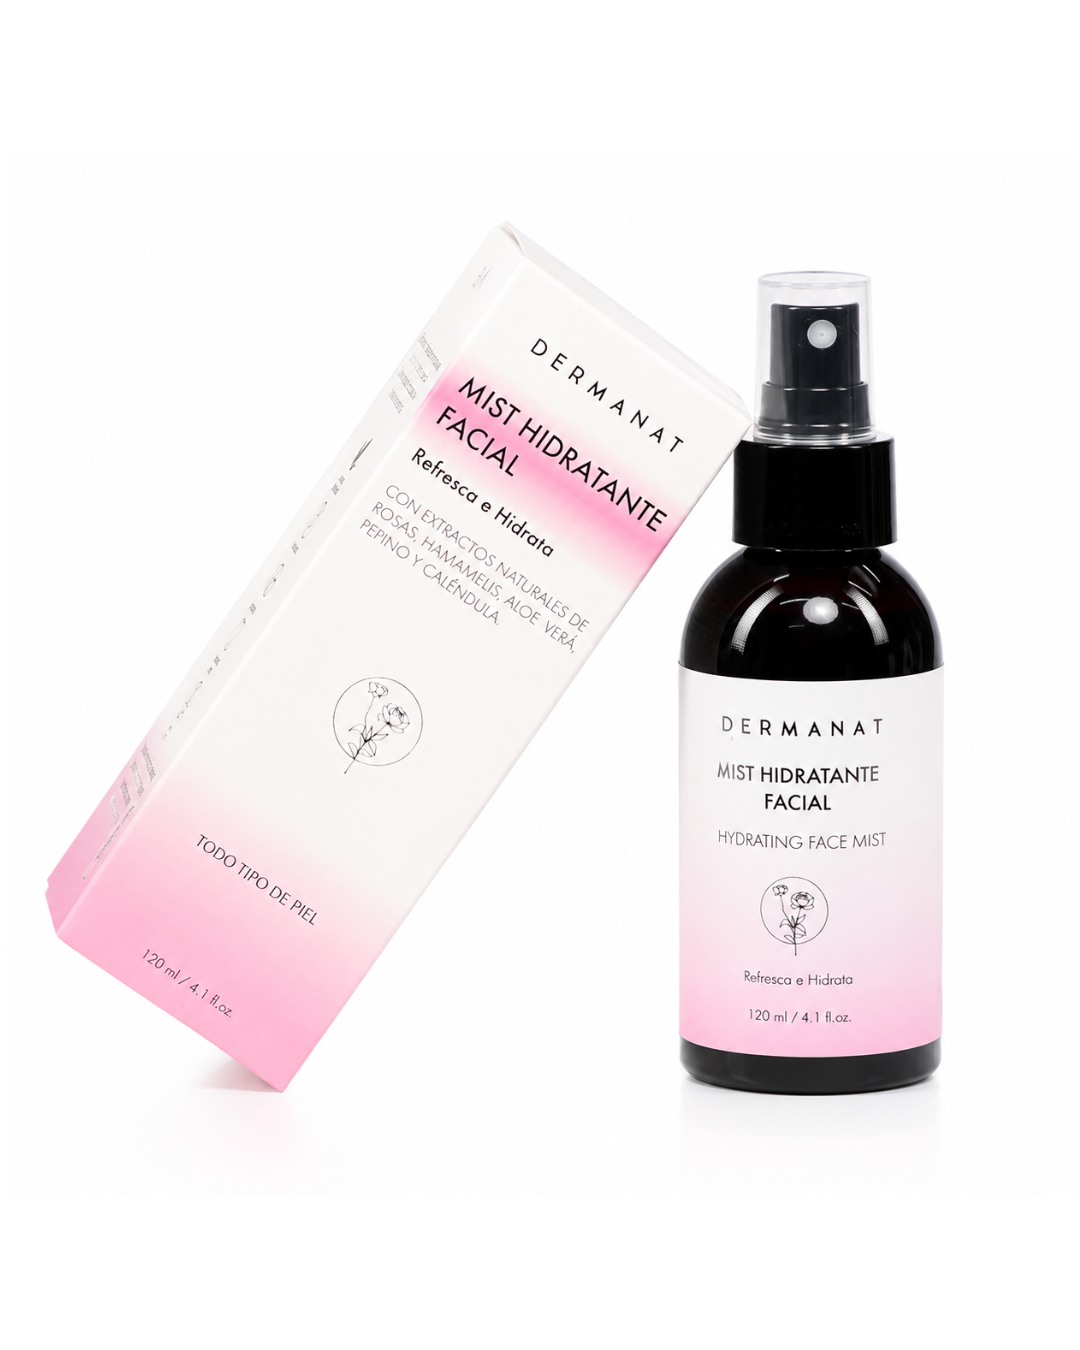 DERMANAT
MIST HIDRATANTE
FACIAL
Refresca e Hidrata
CON EXTRACTOS NATURALES DE
ROSAS, HAMAMELIS, ALOE VERÁ,
PEPINO Y CALÉNDULA.
TODO TIPO DE PIEL
120 ml / 4.1 fl.oz.
DERMANAT
MIST HIDRATANTE
FACIAL
HYDRATING FACE MIST
Refresca e Hidrata
120 ml / 4.1 fl.oz.